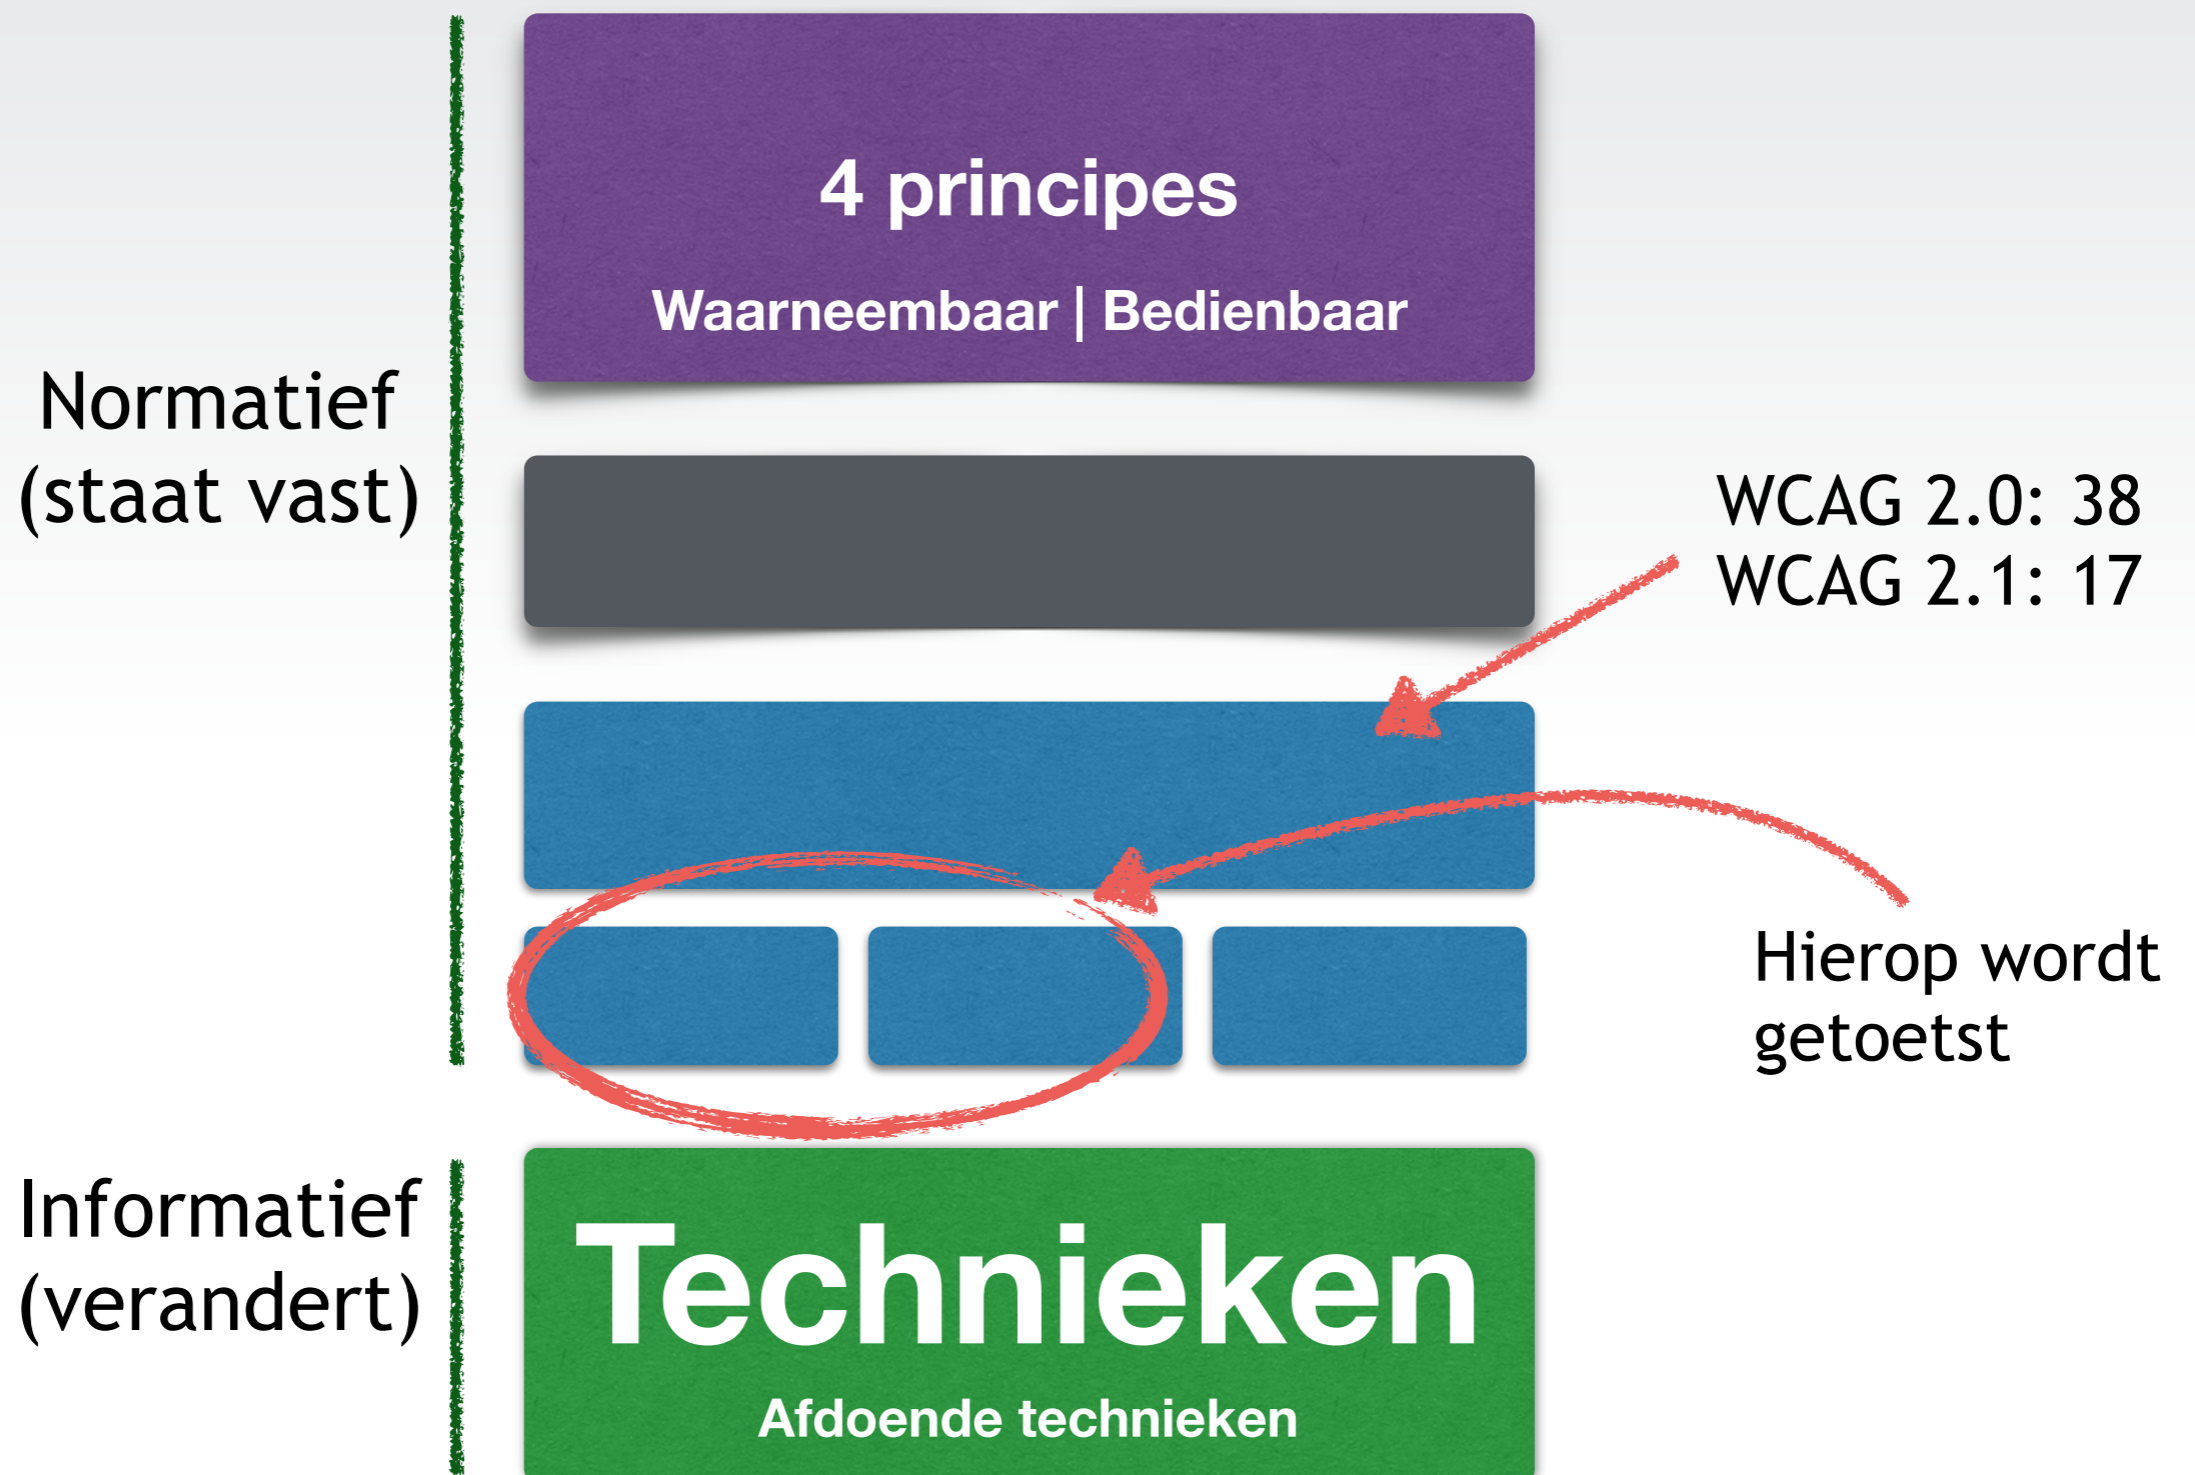 4 principes
Waarneembaar | Bedienbaar
Normatief
(staat vast)
WCAG 2.0: 38
WCAG 2.1: 17
Hierop wordt
getoetst
Informatief
(verandert)
Technieken
Afdoende technieken